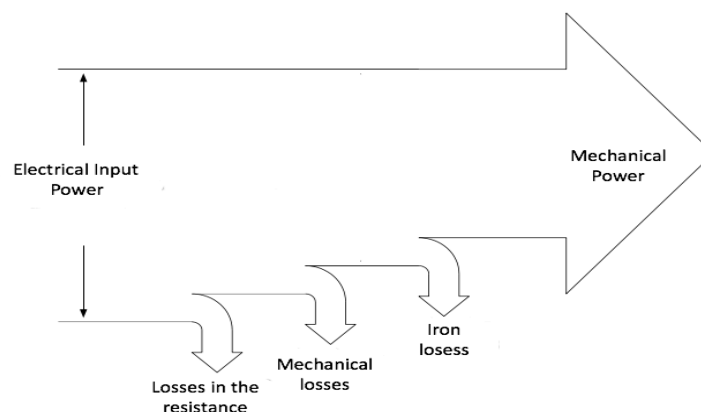 Electrical Input
Power
Mechanical
Power
Losses in the
resistance
Mechanical
losses
Iron
losess